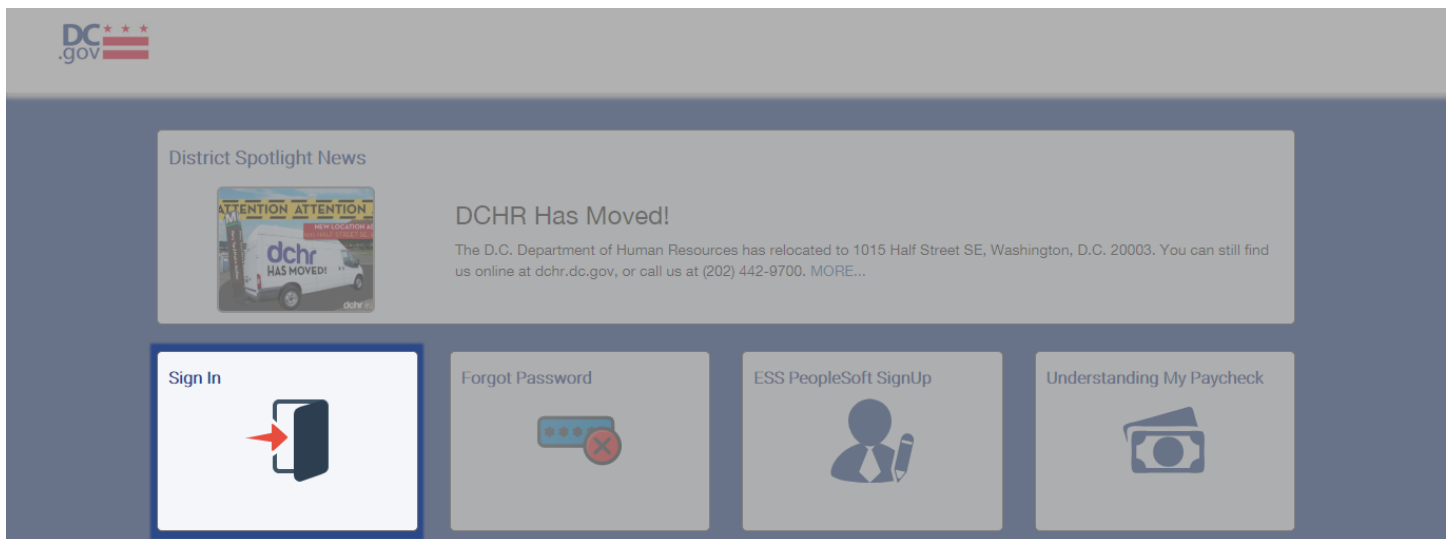 DC
.gov
District Spotlight News
ATTENTION ATTENTION
M
NEW LOCATION
dchr
HAS MOVED!
dchr
DCHR Has Moved!
The D.C. Department of Human Resources has relocated to 1015 Half Street SE, Washington, D.C. 20003. You can still find
us online at dchr.dc.gov, or call us at (202) 442-9700. MORE...
Sign In
Forgot Password
ESS PeopleSoft SignUp
Understanding My Paycheck